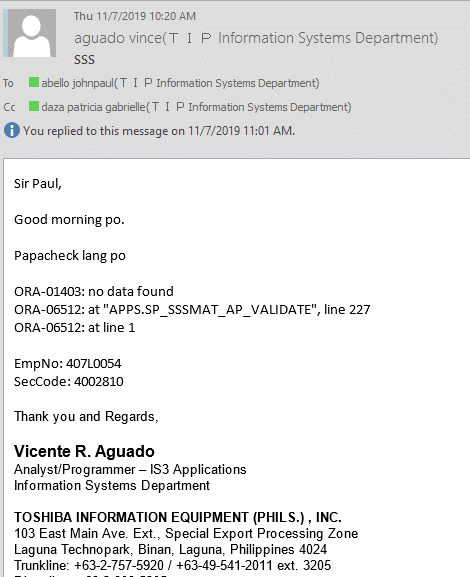 Thu 11/7/2019 10:20 AM
aguado vince(ＴＩＰ Information Systems Department)
SSS
To abello johnpaul(ＴＩＰ Information Systems Department)
Cc daza patricia gabrielle(ＴＩＰ Information Systems Department)
You replied to this message on 11/7/2019 11:01 AM.
Sir Paul,
Good morning po.
Papacheck lang po
ORA-01403: no data found
ORA-06512: at "APPS.SP_SSSMAT_AP_VALIDATE", line 227
ORA-06512: at line 1
EmpNo: 407L0054
SecCode: 4002810
Thank you and Regards,
Vicente R. Aguado
Analyst/Programmer – IS3 Applications
Information Systems Department
TOSHIBA INFORMATION EQUIPMENT (PHILS.) , INC.
103 East Main Ave. Ext., Special Export Processing Zone
Laguna Technopark, Binan, Laguna, Philippines 4024
Trunkline: +63-2-757-5920 / +63-49-541-2011 ext. 3205